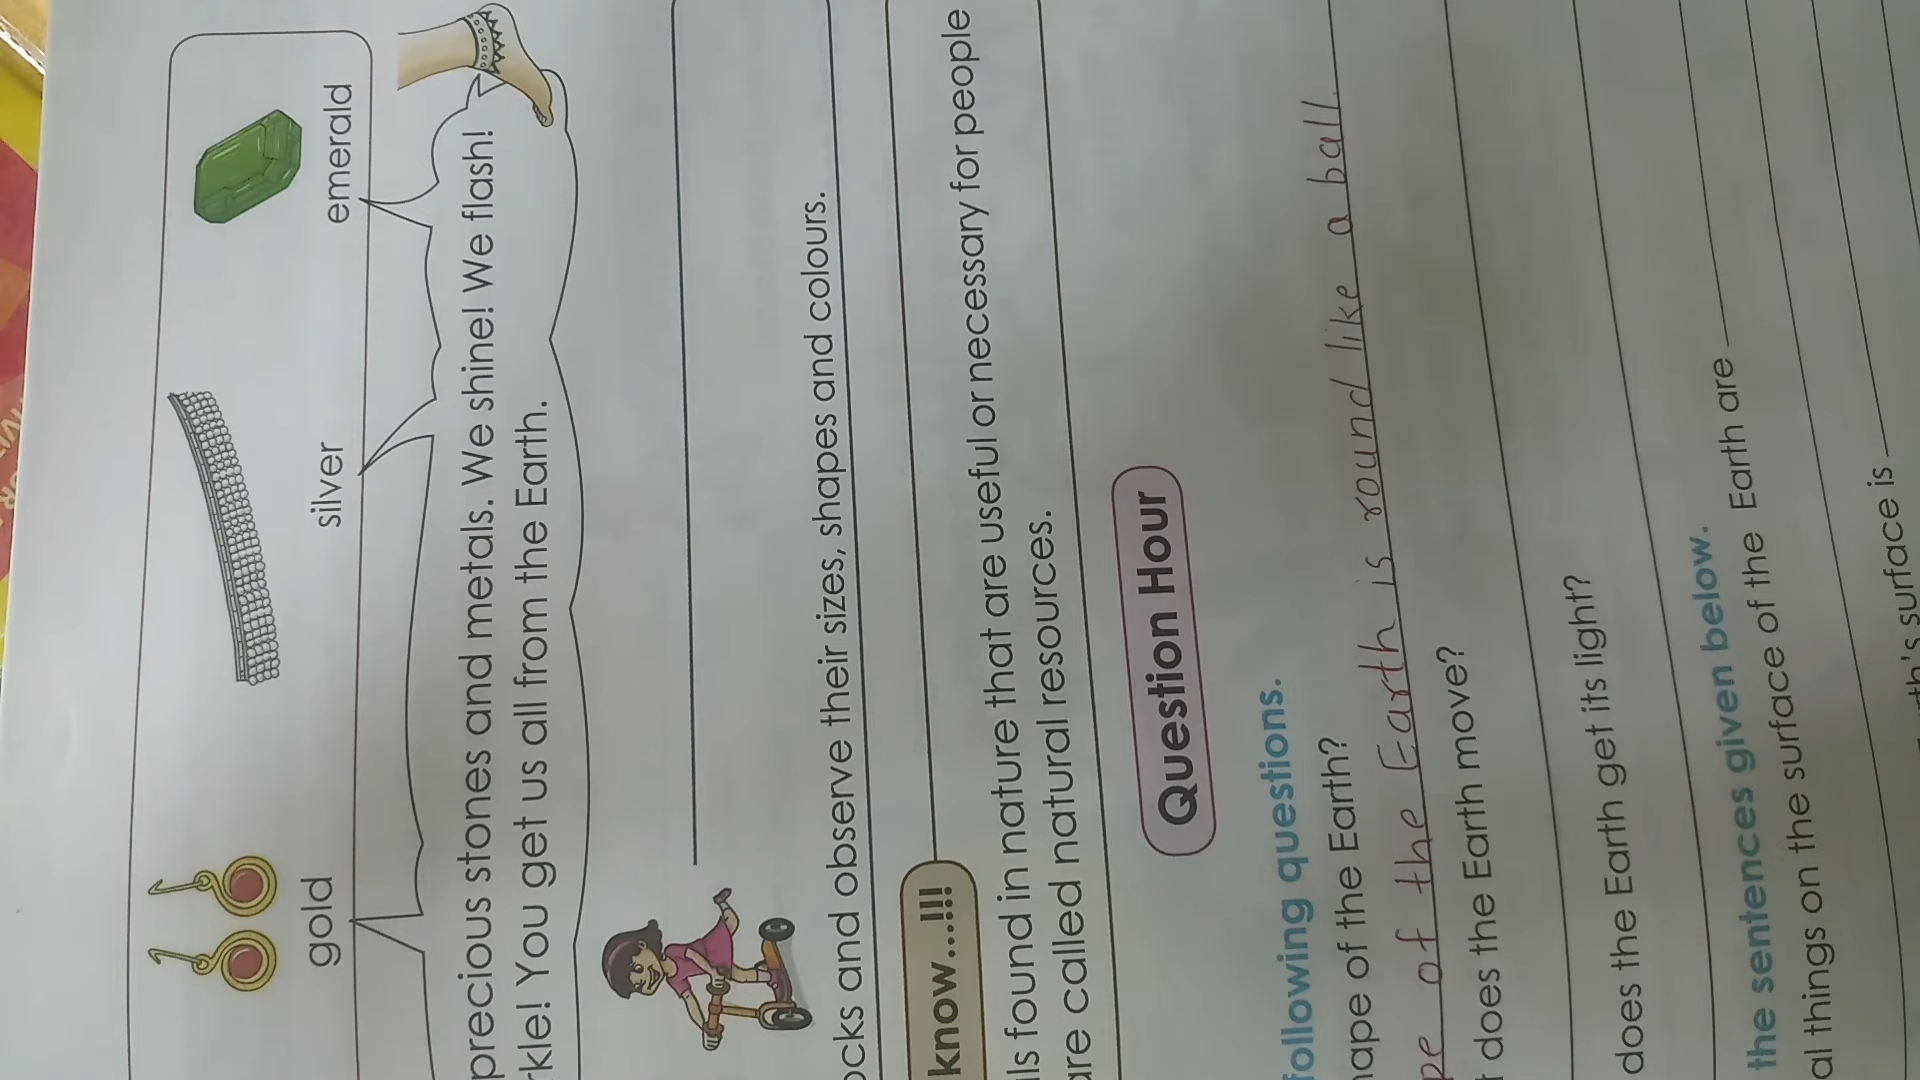 gold silver emerald
precious stones and metals. We shine! We flash!
rkle! You get us all from the Earth.
ocks and observe their sizes, shapes and colours.
know...!!!
ls found in nature that are useful or necessary for people
are called natural resources.
Question Hour
following questions.
hape of the Earth?
pe of the Earth is round like a ball.
t does the Earth move?
does the Earth get its light?
the sentences given below.
al things on the surface of the Earth are
th's surface is